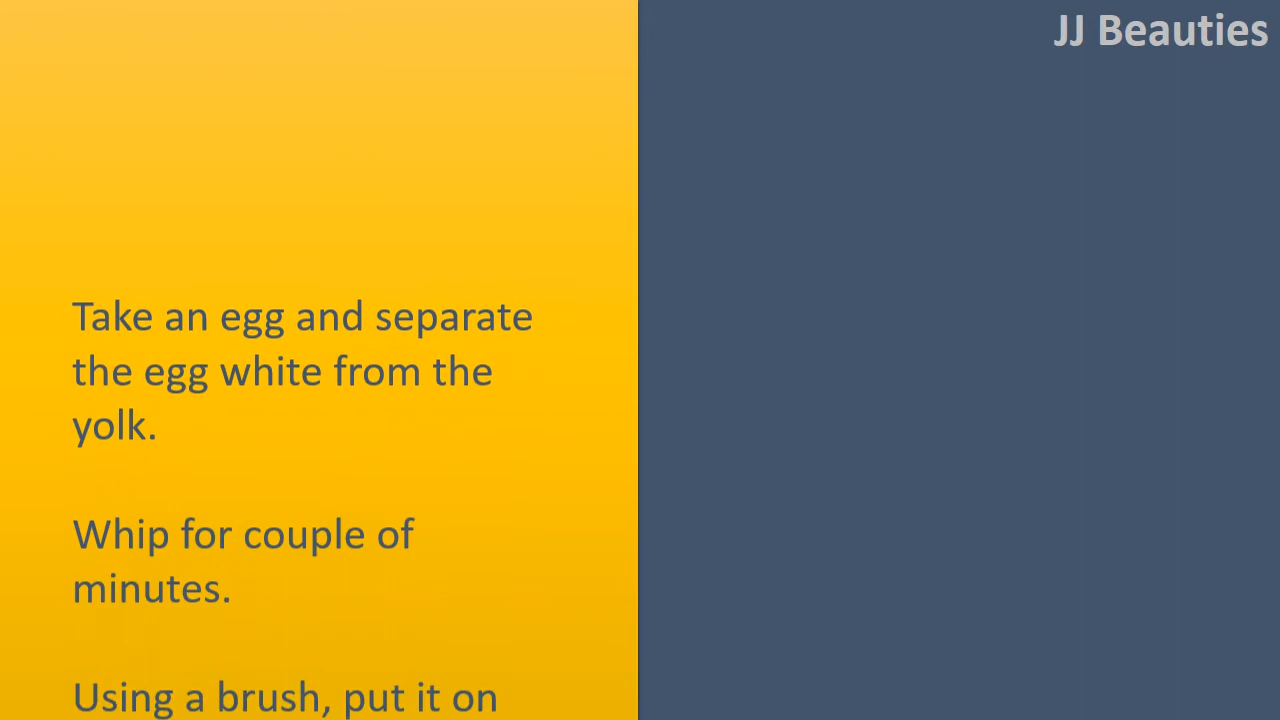 JJ Beauties
Take an egg and separate
the egg white from the
yolk.
Whip for couple of
minutes.
Using a brush, put it on